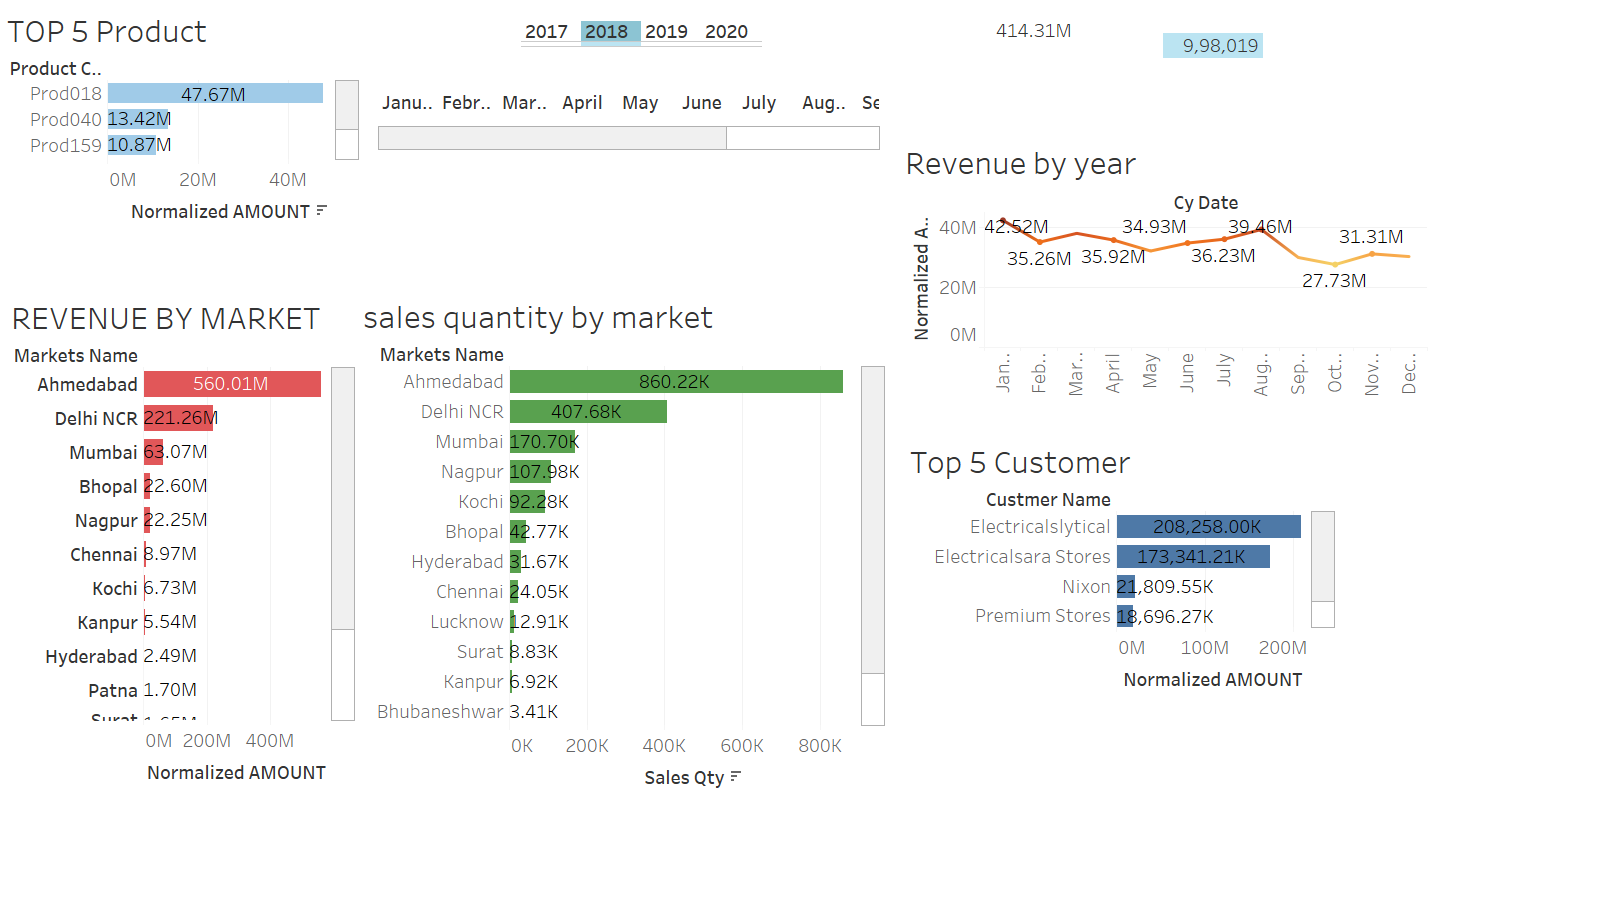 TOP 5 Product
Product C..
Prod018
47.67M
Prod040
13.42M
Prod159
10.87M
0M 20M 40M
Normalized AMOUNT
2017 2018 2019 2020
Janu.. Febr.. Mar.. April May June July Aug.. Se
414.31M
9,98,019
Revenue by year
Cy Date
Normalized A..
40M
20M
0M
42.52M
35.26M
35.92M
34.93M
36.23M
39.46M
27.73M
31.31M
Jan.. Feb.. Mar.. April May June July Aug.. Sep.. Oct.. Nov.. Dec..
REVENUE BY MARKET
Markets Name
Ahmedabad 560.01M
Delhi NCR 221.26M
Mumbai 63.07M
Bhopal 22.60M
Nagpur 22.25M
Chennai 8.97M
Kochi 6.73M
Kanpur 5.54M
Hyderabad 2.49M
Patna 1.70M
Surat 1.65M
0M 200M 400M
Normalized AMOUNT
sales quantity by market
Markets Name
Ahmedabad 860.22K
Delhi NCR 407.68K
Mumbai 170.70K
Nagpur 107.98K
Kochi 92.28K
Bhopal 42.77K
Hyderabad 31.67K
Chennai 24.05K
Lucknow 12.91K
Surat 8.83K
Kanpur 6.92K
Bhubaneshwar 3.41K
0K 200K 400K 600K 800K
Sales Qty
Top 5 Customer
Custmer Name
Electricalslytical 208,258.00K
Electricalsara Stores 173,341.21K
Nixon 21,809.55K
Premium Stores 18,696.27K
0M 100M 200M
Normalized AMOUNT